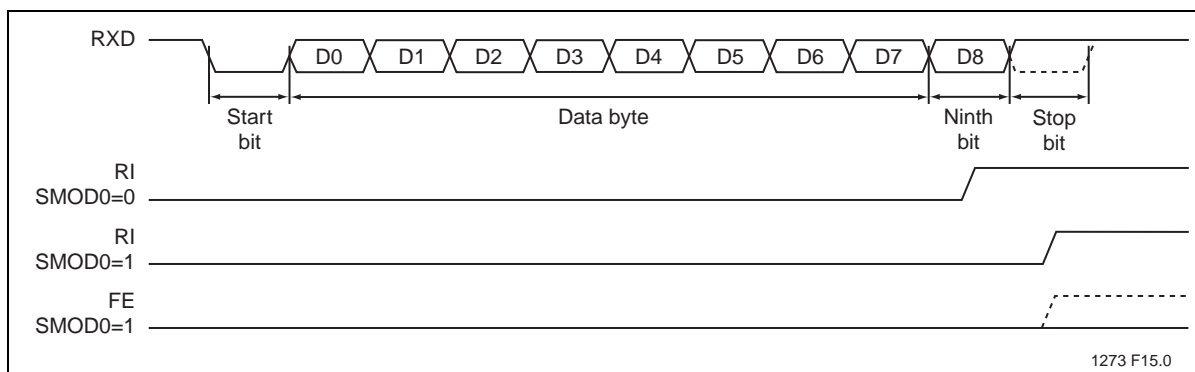 RXD
D0 D1 D2 D3 D4 D5 D6 D7 D8
Start bit
Data byte
Ninth bit
Stop bit
RI
SMOD0=0
RI
SMOD0=1
FE
SMOD0=1
1273 F15.0